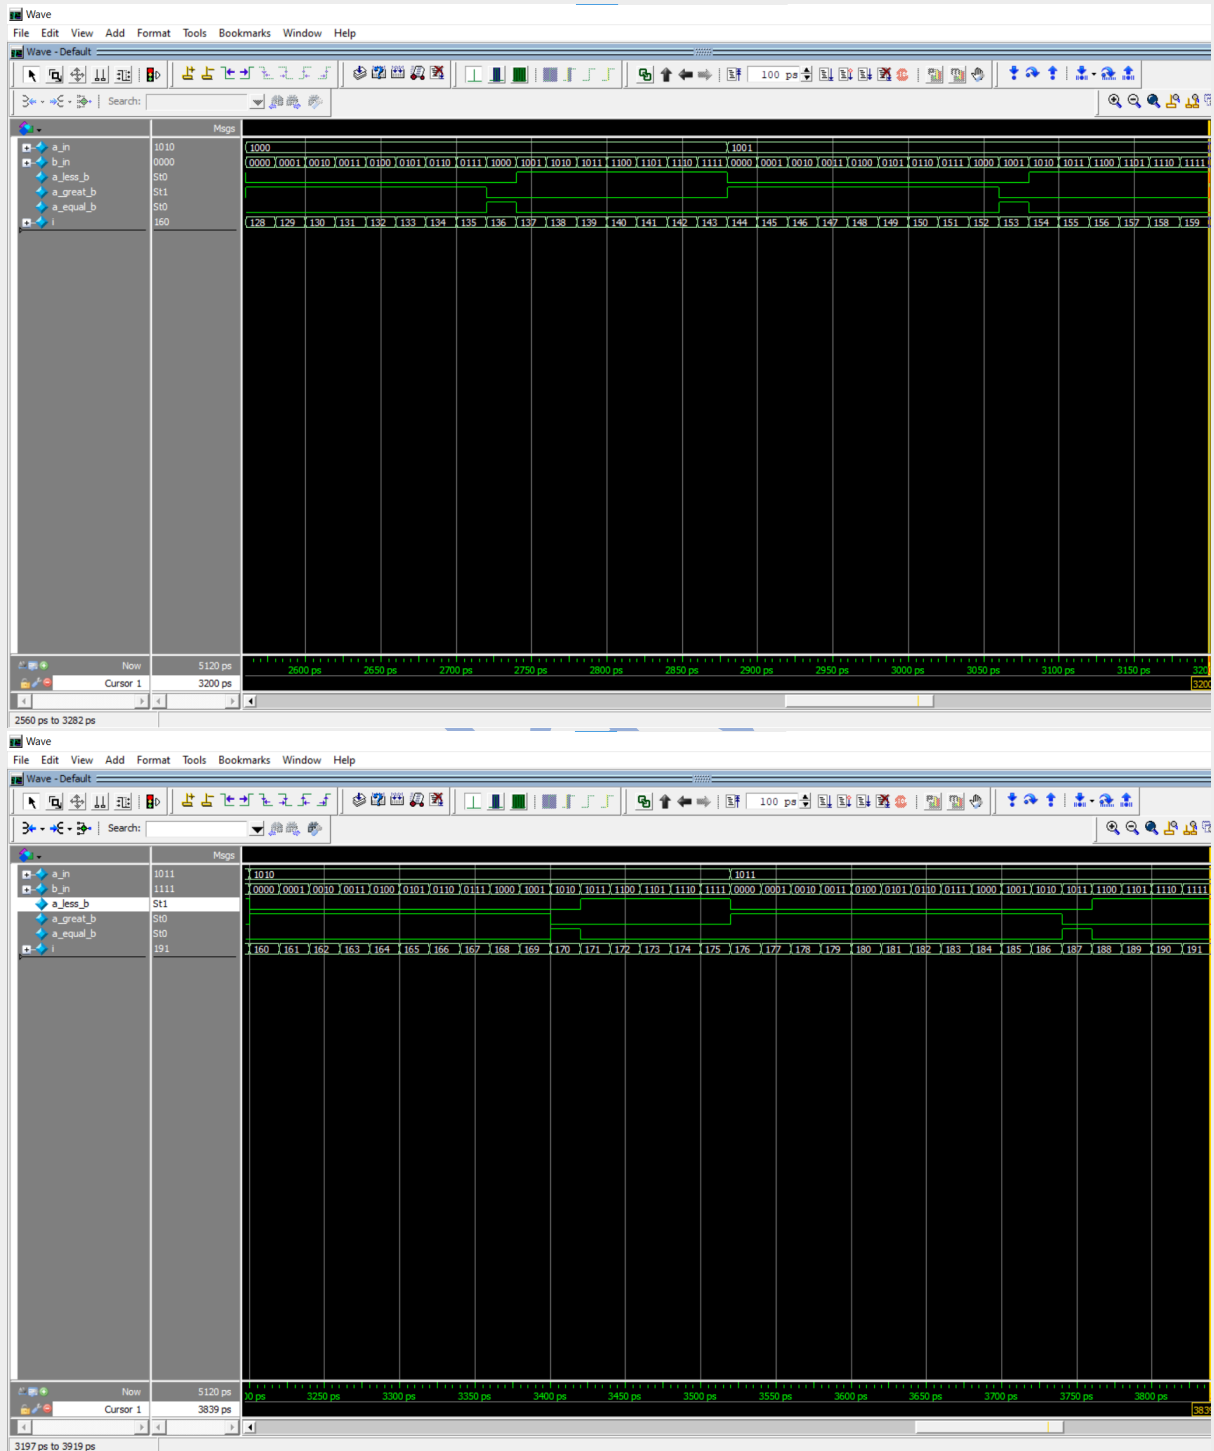 Wave
File Edit View Add Format Tools Bookmarks Window Help
Wave - Default
100 ps
Search:
Msgs
a_in 1010 1000 1001
b_in 0000 0000 0001 0010 0011 0100 0101 0110 0111 1000 1001 1010 1011 1100 1101 1110 1111 0000 0001 0010 0011 0100 0101 0110 0111 1000 1001 1010 1011 1100 1101 1110 1111
a_less_b St0
a_great_b St1
a_equal_b St0
i 160 128 129 130 131 132 133 134 135 136 137 138 139 140 141 142 143 144 145 146 147 148 149 150 151 152 153 154 155 156 157 158 159
Now 5120 ps 2600 ps 2650 ps 2700 ps 2750 ps 2800 ps 2850 ps 2900 ps 2950 ps 3000 ps 3050 ps 3100 ps 3150 ps 320
Cursor 1 3200 ps 3200
2560 ps to 3282 ps
Wave
File Edit View Add Format Tools Bookmarks Window Help
Wave - Default
100 ps
Search:
Msgs
a_in 1011 1010 1011
b_in 1111 0000 0001 0010 0011 0100 0101 0110 0111 1000 1001 1010 1011 1100 1101 1110 1111 0000 0001 0010 0011 0100 0101 0110 0111 1000 1001 1010 1011 1100 1101 1110 1111
a_less_b St1
a_great_b St0
a_equal_b St0
i 191 160 161 162 163 164 165 166 167 168 169 170 171 172 173 174 175 176 177 178 179 180 181 182 183 184 185 186 187 188 189 190 191
Now 5120 ps 00 ps 3250 ps 3300 ps 3350 ps 3400 ps 3450 ps 3500 ps 3550 ps 3600 ps 3650 ps 3700 ps 3750 ps 3800 ps
Cursor 1 3839 ps 383
3197 ps to 3919 ps